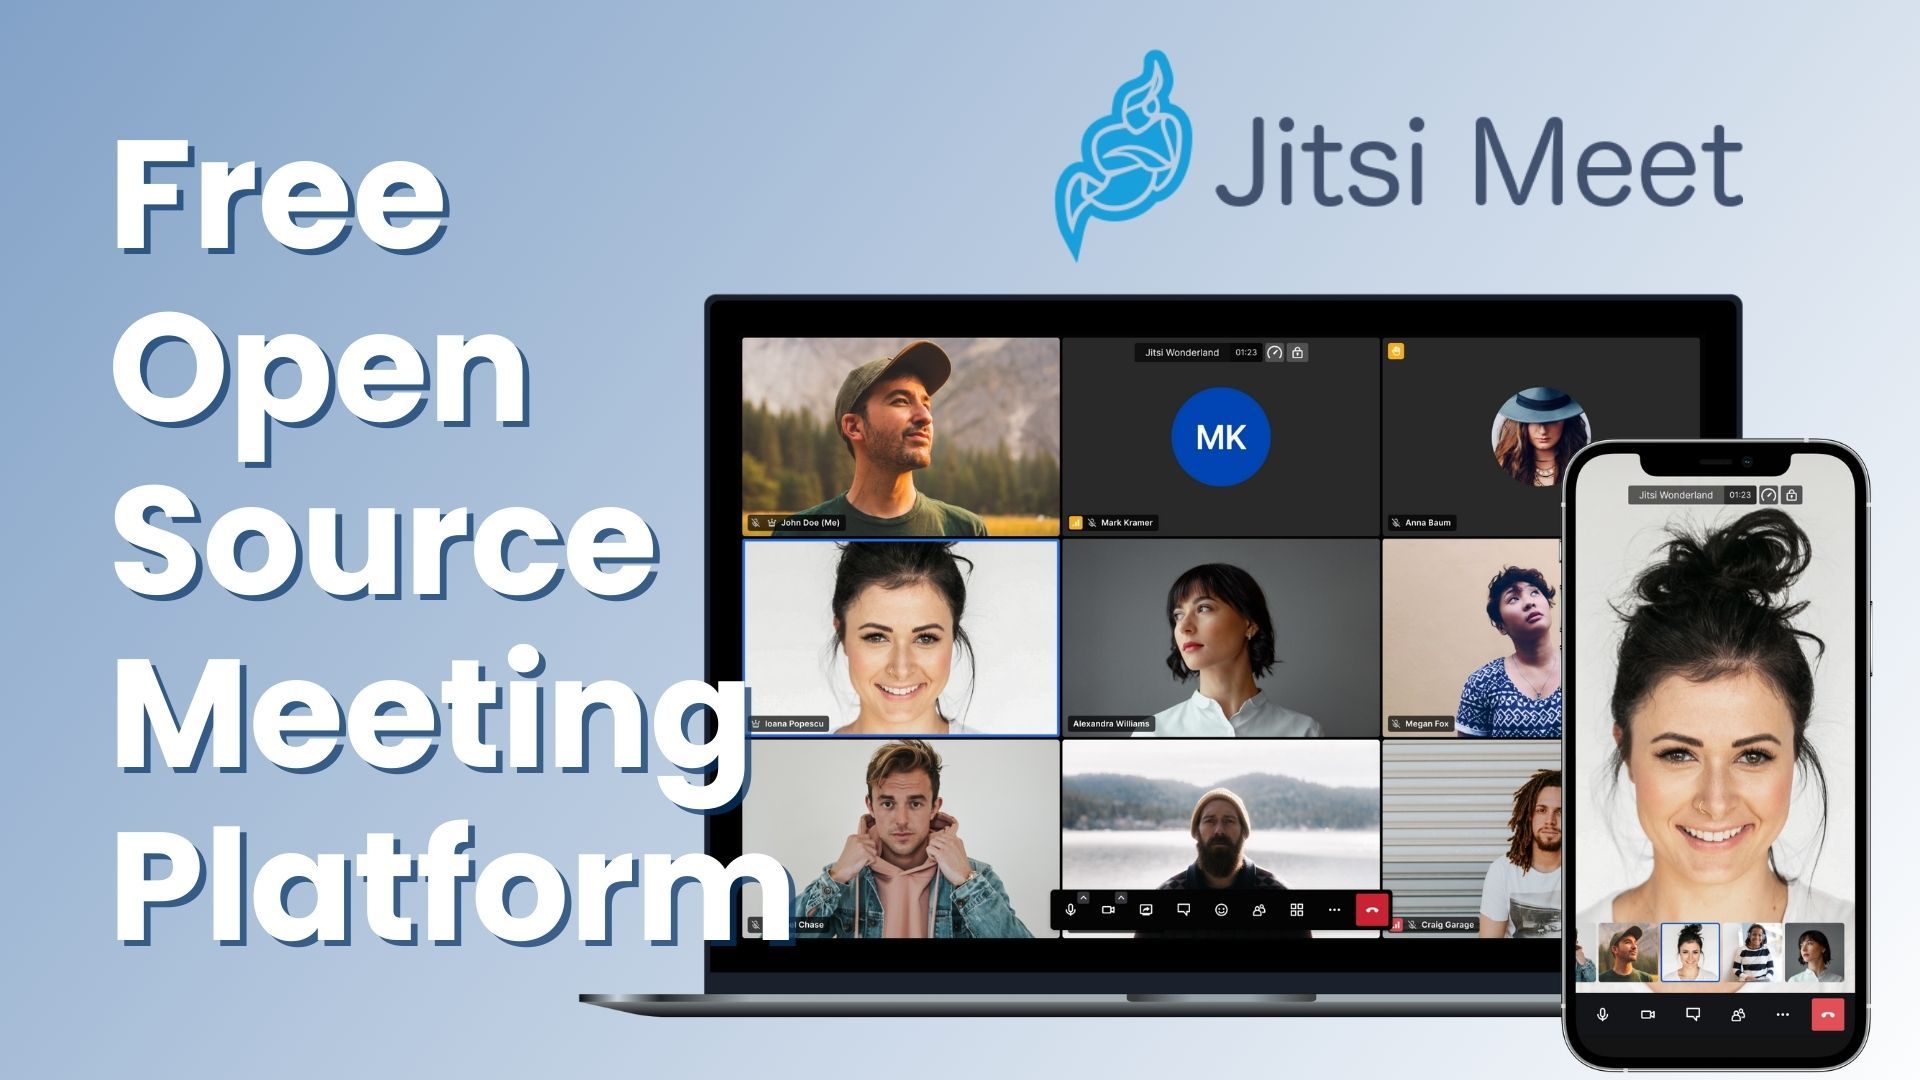 Free
Open
Source
Meeting
Platform
Jitsi Meet
Jitsi Wonderland 01:23
MK
John Doe (Me)
Mark Kramer
Anna Baum
Ioana Popescu
Alexandra Williams
Megan Fox
Chase
Craig Garage
Jitsi Wonderland 01:23